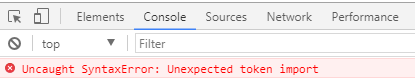 Elements Console Sources Network Performance
top Filter
Uncaught SyntaxError: Unexpected token import